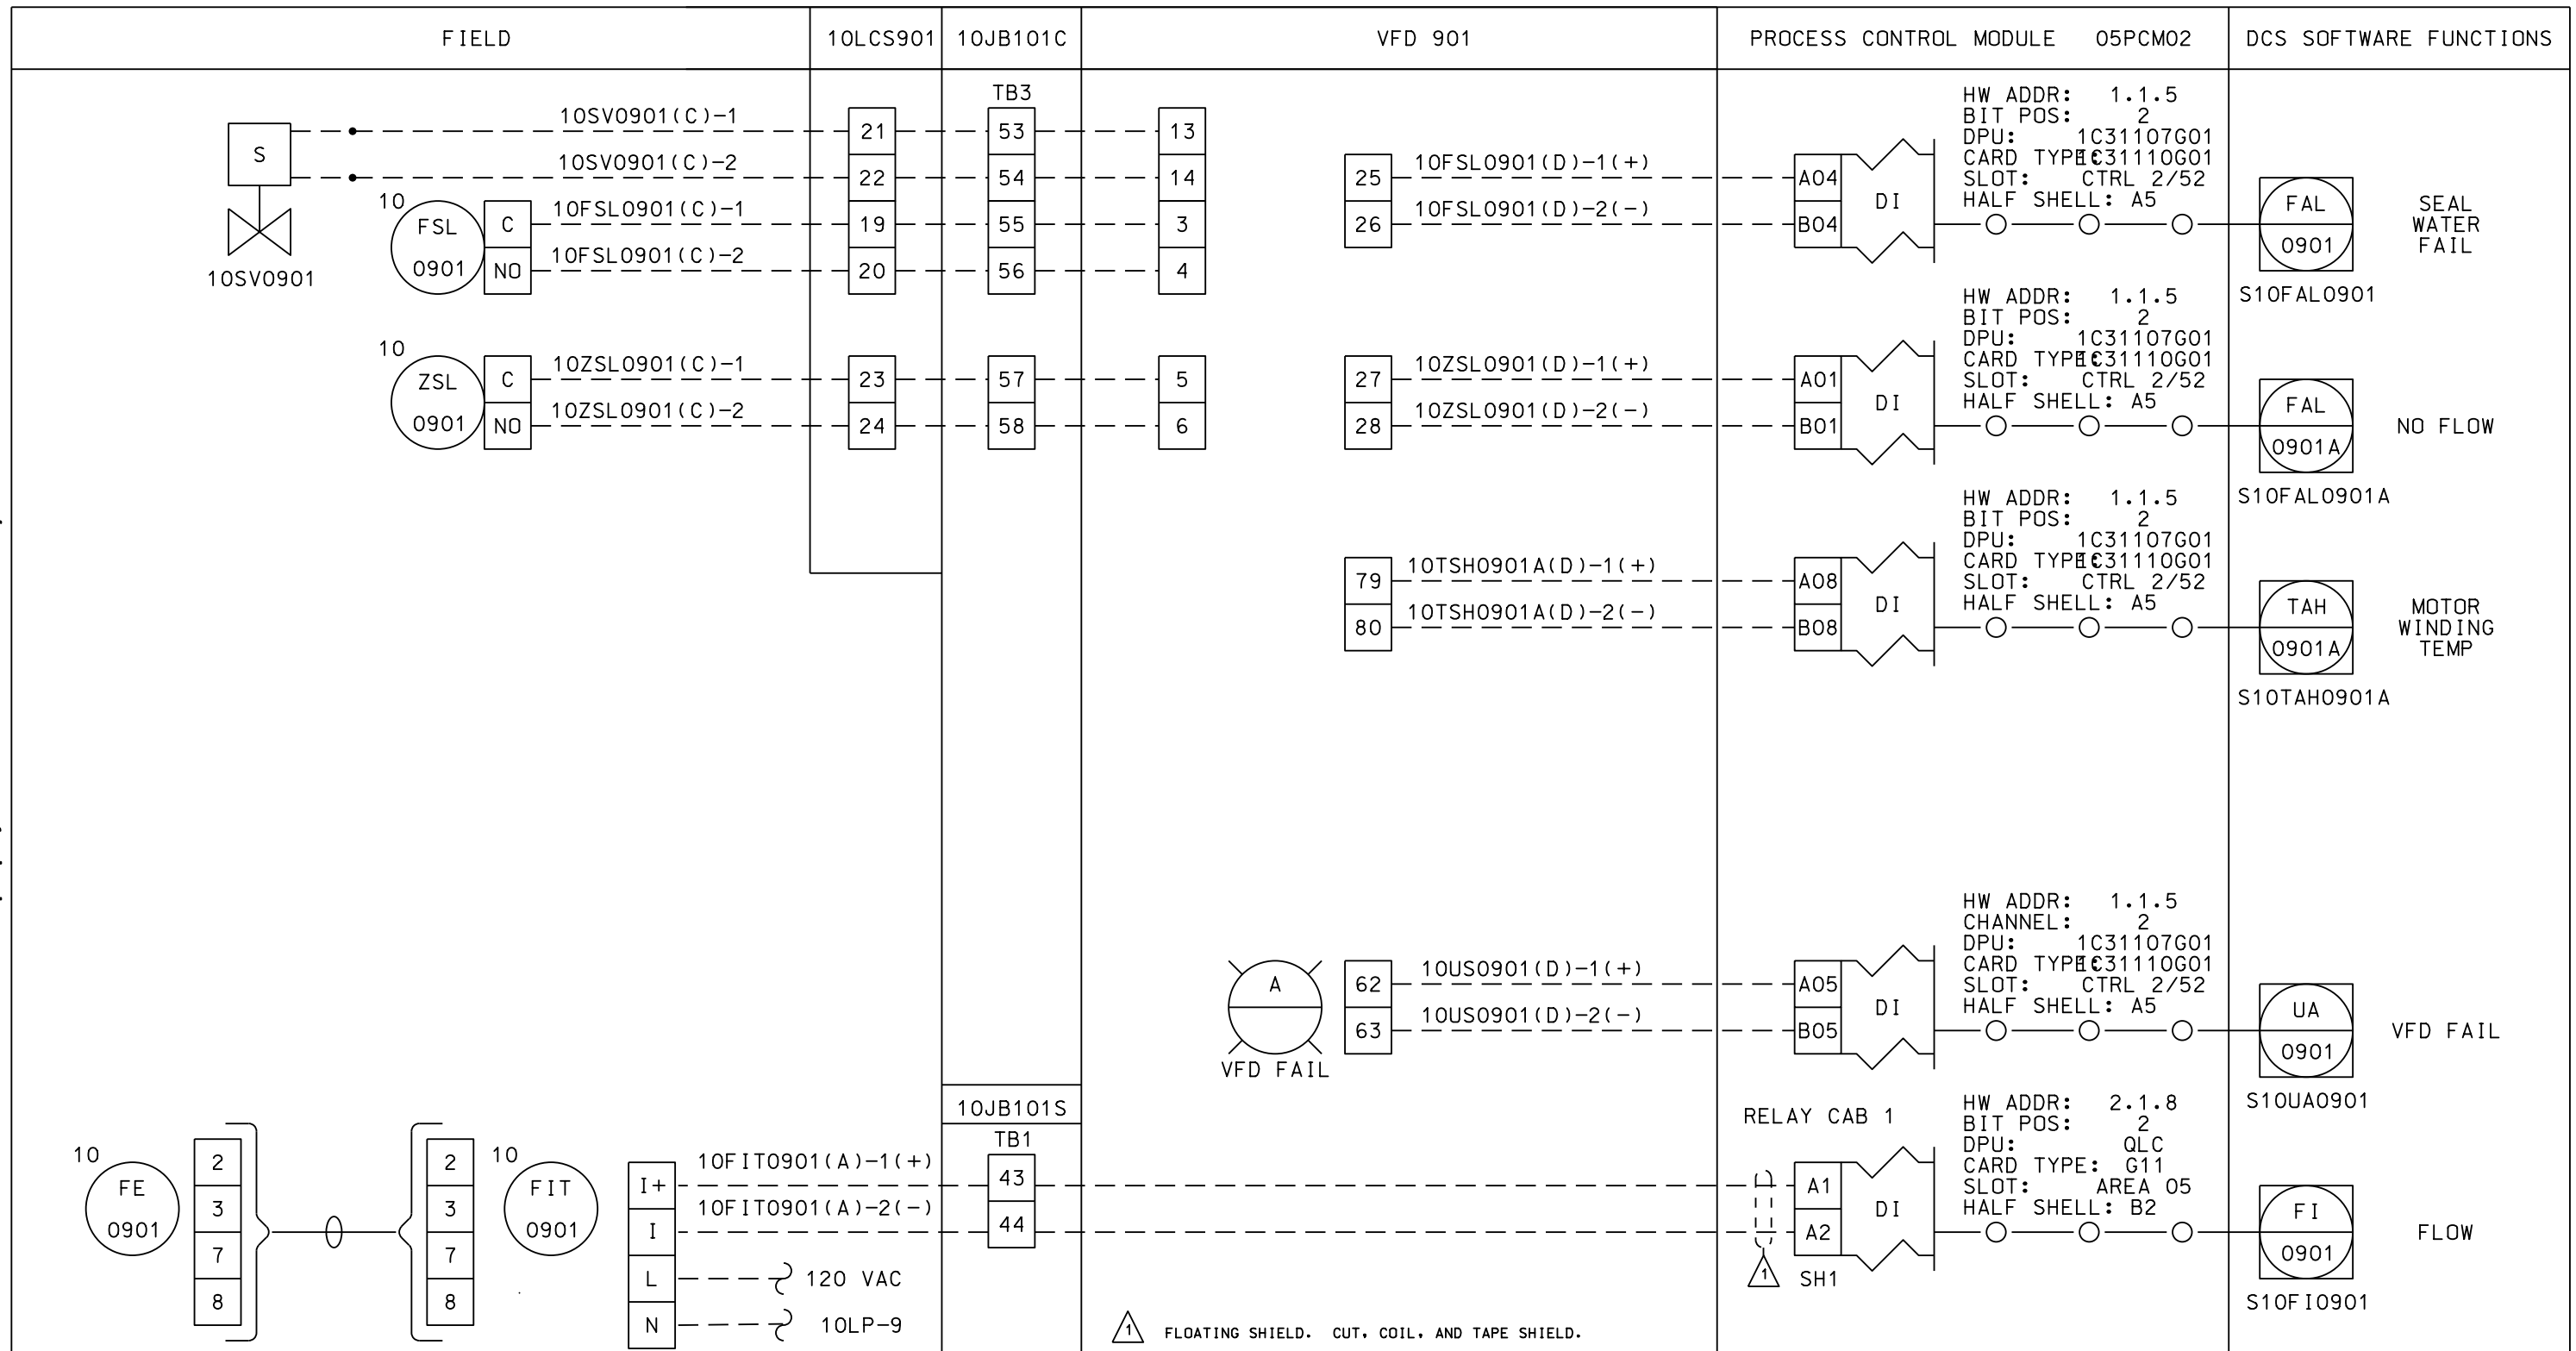 FIELD
10LCS901
10JB101C
VFD 901
PROCESS CONTROL MODULE 05PCM02
DCS SOFTWARE FUNCTIONS
S
10SV0901
10SV0901(C)-1
10SV0901(C)-2
10
FSL
0901
C
NO
10FSL0901(C)-1
10FSL0901(C)-2
21
22
19
20
TB3
53
54
55
56
13
14
3
4
25
26
10FSL0901(D)-1(+)
10FSL0901(D)-2(-)
A04
B04
DI
HW ADDR: 1.1.5
BIT POS: 2
DPU: 1C31107G01
CARD TYPE: 1C31110G01
SLOT: CTRL 2/52
HALF SHELL: A5
FAL
0901
S10FAL0901
SEAL
WATER
FAIL
10
ZSL
0901
C
NO
10ZSL0901(C)-1
10ZSL0901(C)-2
23
24
57
58
5
6
27
28
10ZSL0901(D)-1(+)
10ZSL0901(D)-2(-)
A01
B01
DI
HW ADDR: 1.1.5
BIT POS: 2
DPU: 1C31107G01
CARD TYPE: 1C31110G01
SLOT: CTRL 2/52
HALF SHELL: A5
FAL
0901A
S10FAL0901A
NO FLOW
79
80
10TSH0901A(D)-1(+)
10TSH0901A(D)-2(-)
A08
B08
DI
HW ADDR: 1.1.5
BIT POS: 2
DPU: 1C31107G01
CARD TYPE: 1C31110G01
SLOT: CTRL 2/52
HALF SHELL: A5
TAH
0901A
S10TAH0901A
MOTOR
WINDING
TEMP
A
VFD FAIL
62
63
10US0901(D)-1(+)
10US0901(D)-2(-)
A05
B05
DI
HW ADDR: 1.1.5
CHANNEL: 2
DPU: 1C31107G01
CARD TYPE: 1C31110G01
SLOT: CTRL 2/52
HALF SHELL: A5
UA
0901
S10UA0901
VFD FAIL
10
FE
0901
2
3
7
8
2
3
7
8
10
FIT
0901
I+
I
L
N
10FIT0901(A)-1(+)
10FIT0901(A)-2(-)
120 VAC
10LP-9
10JB101S
TB1
43
44
RELAY CAB 1
1
SH1
A1
A2
DI
HW ADDR: 2.1.8
BIT POS: 2
DPU: QLC
CARD TYPE: G11
SLOT: AREA 05
HALF SHELL: B2
FI
0901
S10FI0901
FLOW
1 FLOATING SHIELD. CUT, COIL, AND TAPE SHIELD.